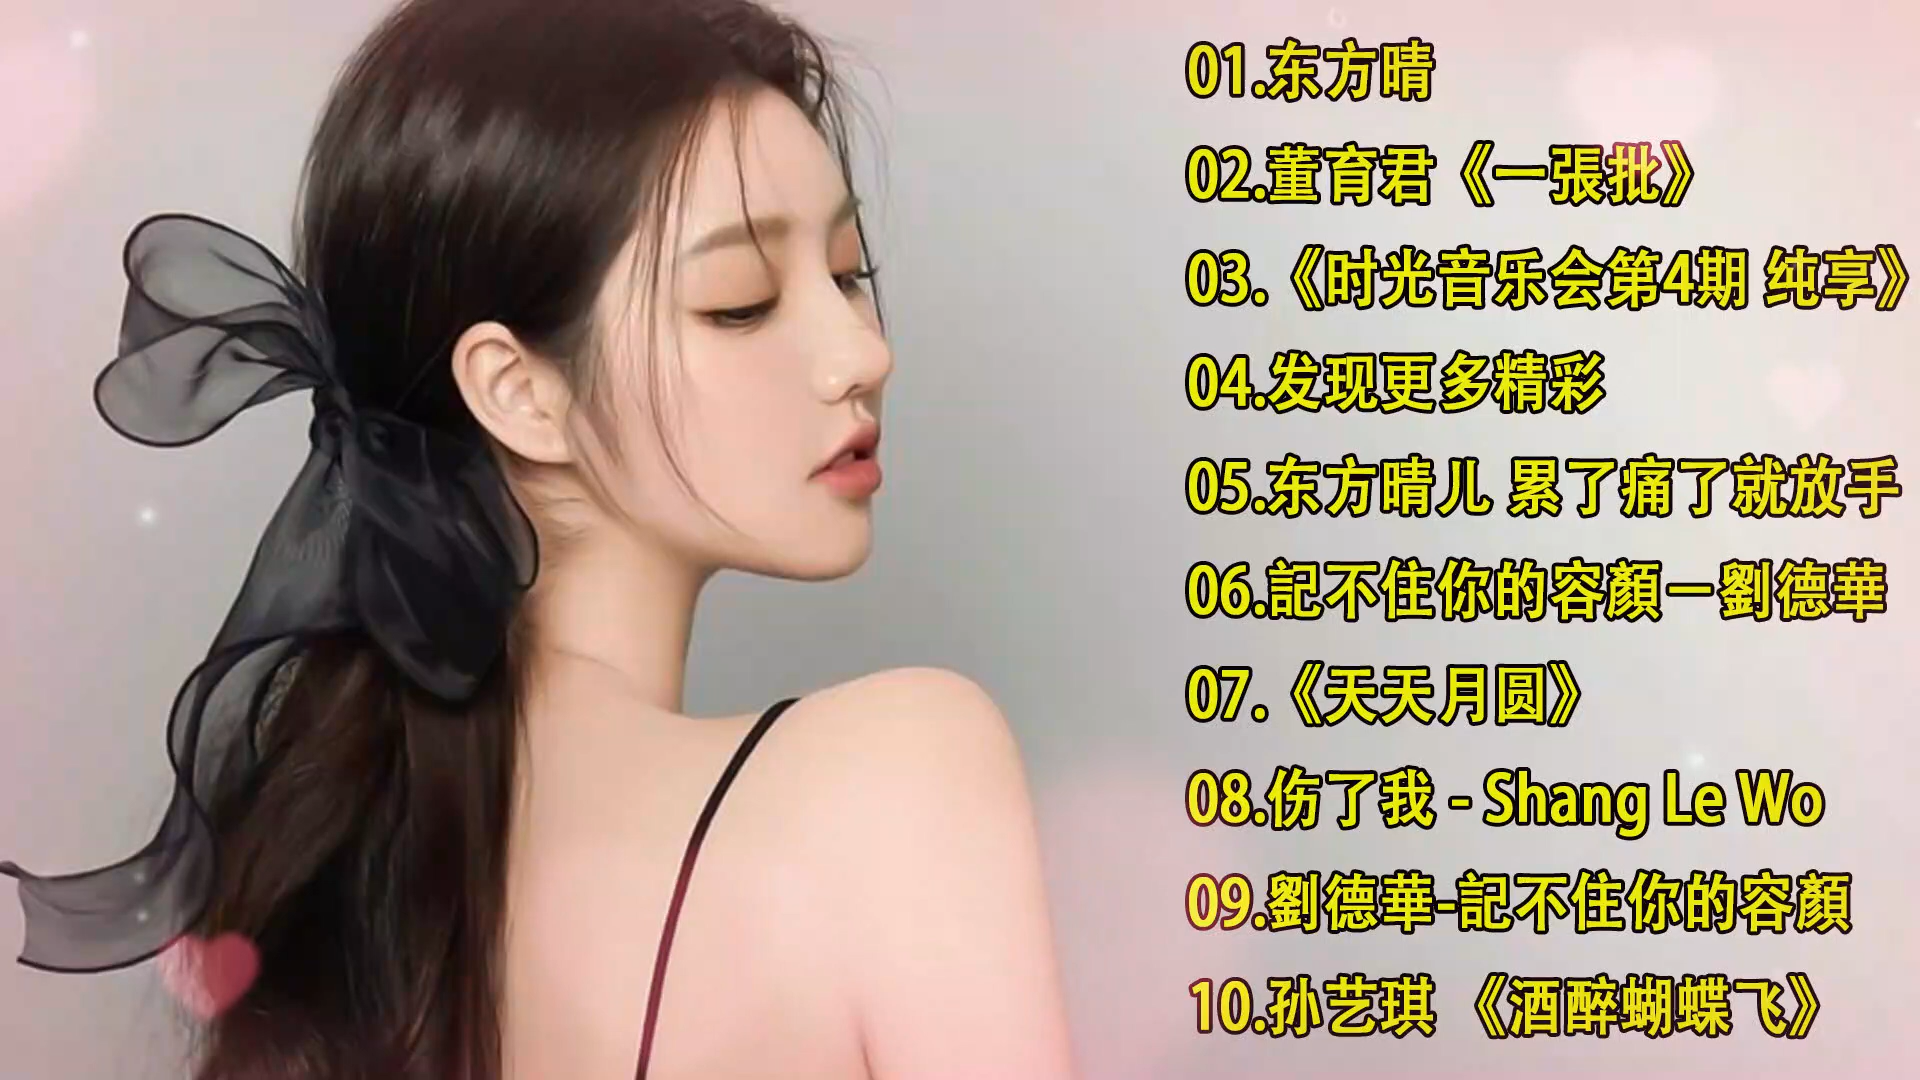 01.东方晴
02.董育君《一張批》
03.《时光音乐会第4期 纯享》
04.发现更多精彩
05.东方晴儿 累了痛了就放手
06.記不住你的容顏－劉德華
07.《天天月圆》
08.伤了我 - Shang Le Wo
09.劉德華-記不住你的容顏
10.孙艺琪 《酒醉蝴蝶飞》